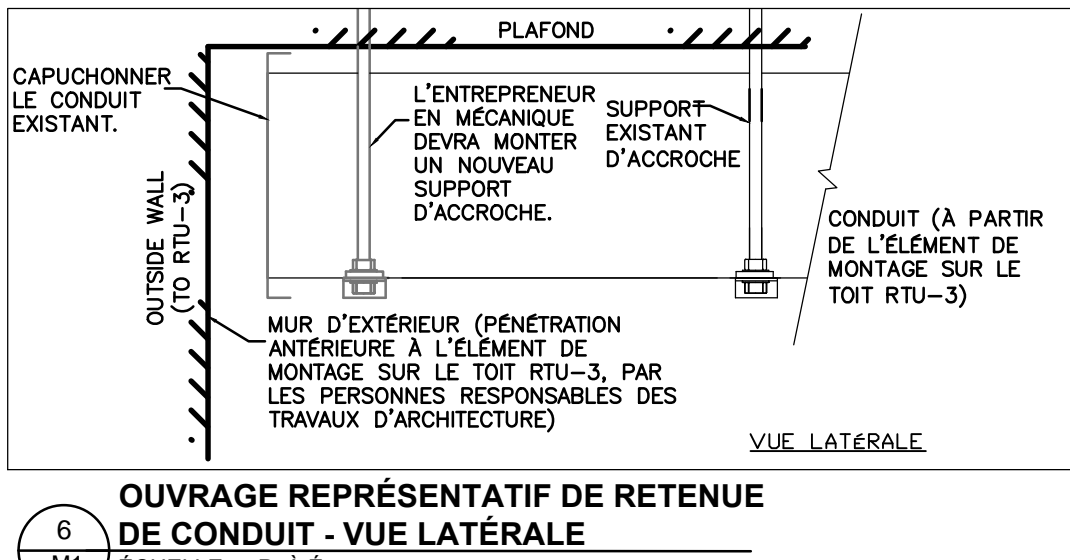 PLAFOND
CAPUCHONNER
LE CONDUIT
EXISTANT.
L'ENTREPRENEUR
EN MÉCANIQUE
DEVRA MONTER
UN NOUVEAU
SUPPORT
D'ACCROCHE.
SUPPORT
EXISTANT
D'ACCROCHE
OUTSIDE WALL
(TO RTU-3)
CONDUIT (À PARTIR
DE L'ÉLÉMENT DE
MONTAGE SUR LE
TOIT RTU-3)
MUR D'EXTÉRIEUR (PÉNÉTRATION
ANTÉRIEURE À L'ÉLÉMENT DE
MONTAGE SUR LE TOIT RTU-3, PAR
LES PERSONNES RESPONSABLES DES
TRAVAUX D'ARCHITECTURE)
VUE LATÉRALE
6
OUVRAGE REPRÉSENTATIF DE RETENUE
DE CONDUIT - VUE LATÉRALE
M1